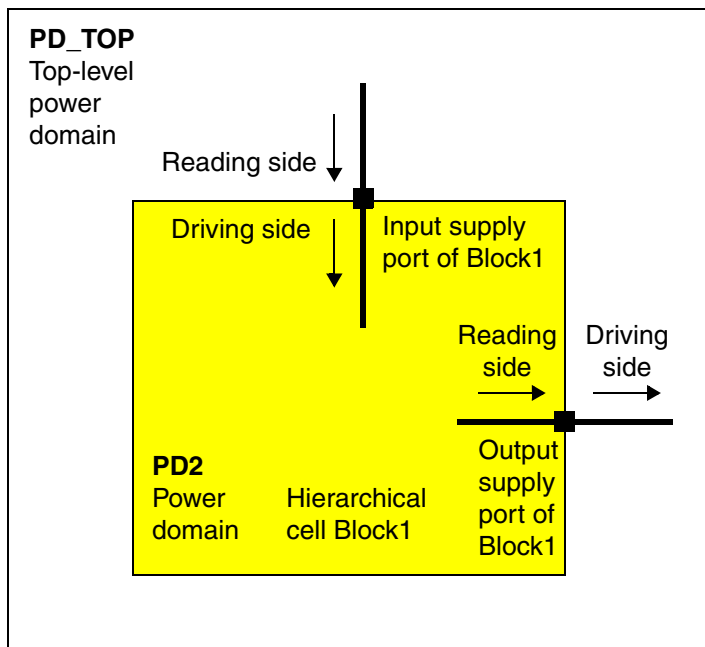 PD_TOP
Top-level
power
domain
Reading side
Driving side
Input supply
port of Block1
Reading
side
Driving
side
PD2
Power
domain
Hierarchical
cell Block1
Output
supply
port of
Block1